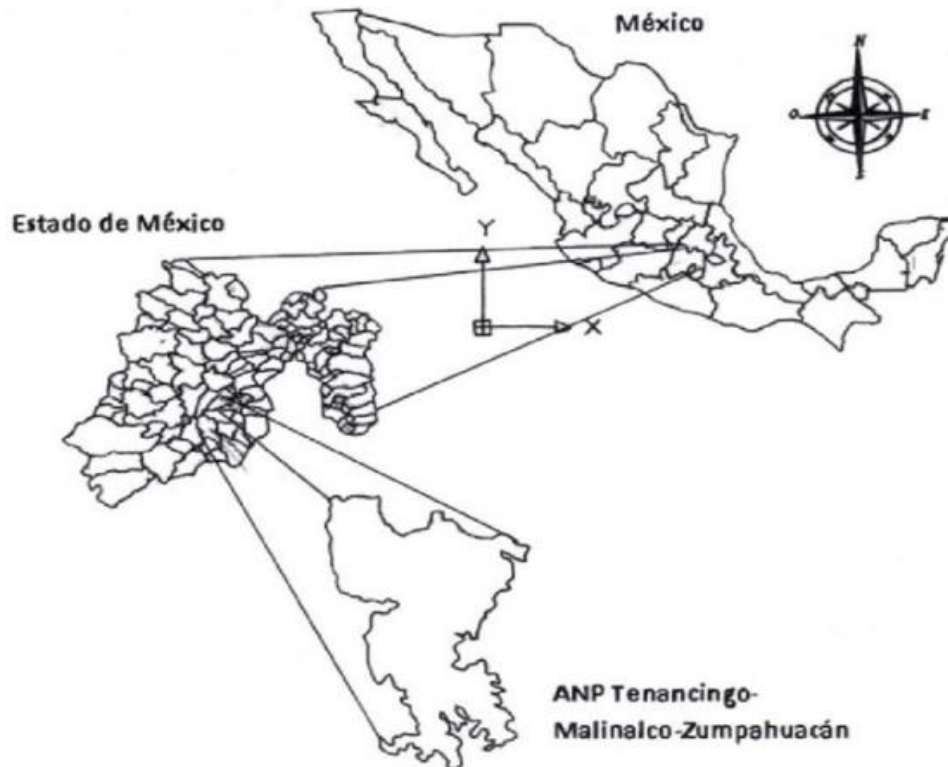 México
N
O
E
S
Estado de México
Y
X
ANP Tenancingo-
Malinalco-Zumpahuacán